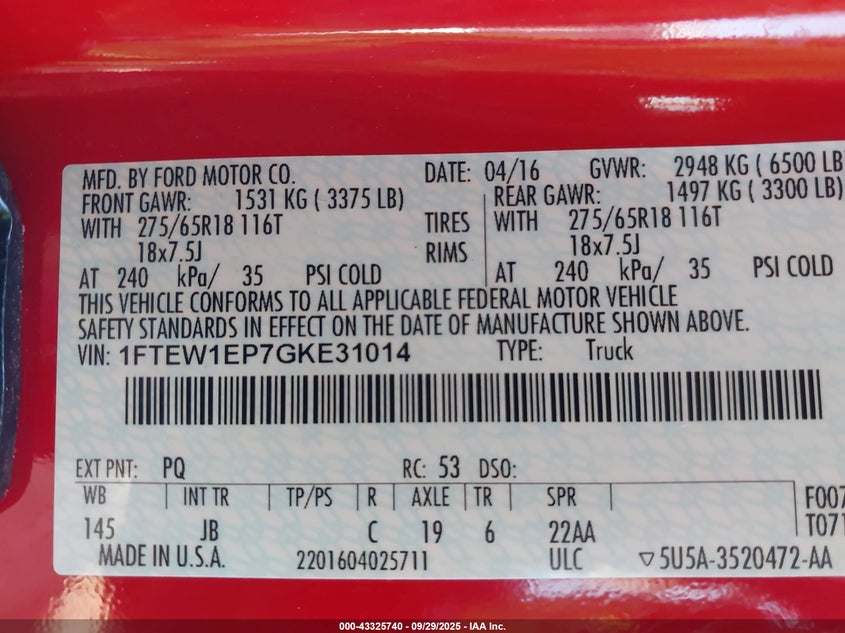 MFD. BY FORD MOTOR CO. DATE: 04/16 GVWR: 2948 KG ( 6500 LB
FRONT GAWR: 1531 KG ( 3375 LB) REAR GAWR: 1497 KG ( 3300 LB)
WITH 275/65R18 116T TIRES WITH 275/65R18 116T
18x7.5J RIMS 18x7.5J
AT 240 kPa/ 35 PSI COLD AT 240 kPa/ 35 PSI COLD
THIS VEHICLE CONFORMS TO ALL APPLICABLE FEDERAL MOTOR VEHICLE
SAFETY STANDARDS IN EFFECT ON THE DATE OF MANUFACTURE SHOWN ABOVE.
VIN: 1FTEW1EP7GKE31014 TYPE: Truck
EXT PNT: PQ RC: 53 DSO:
WB INT TR TP/PS R AXLE TR SPR F007
145 JB C 19 6 22AA T071
MADE IN U.S.A. 2201604025711 ULC ▽5U5A-3520472-AA
000-43325740 - 09/29/2025 - IAA Inc.